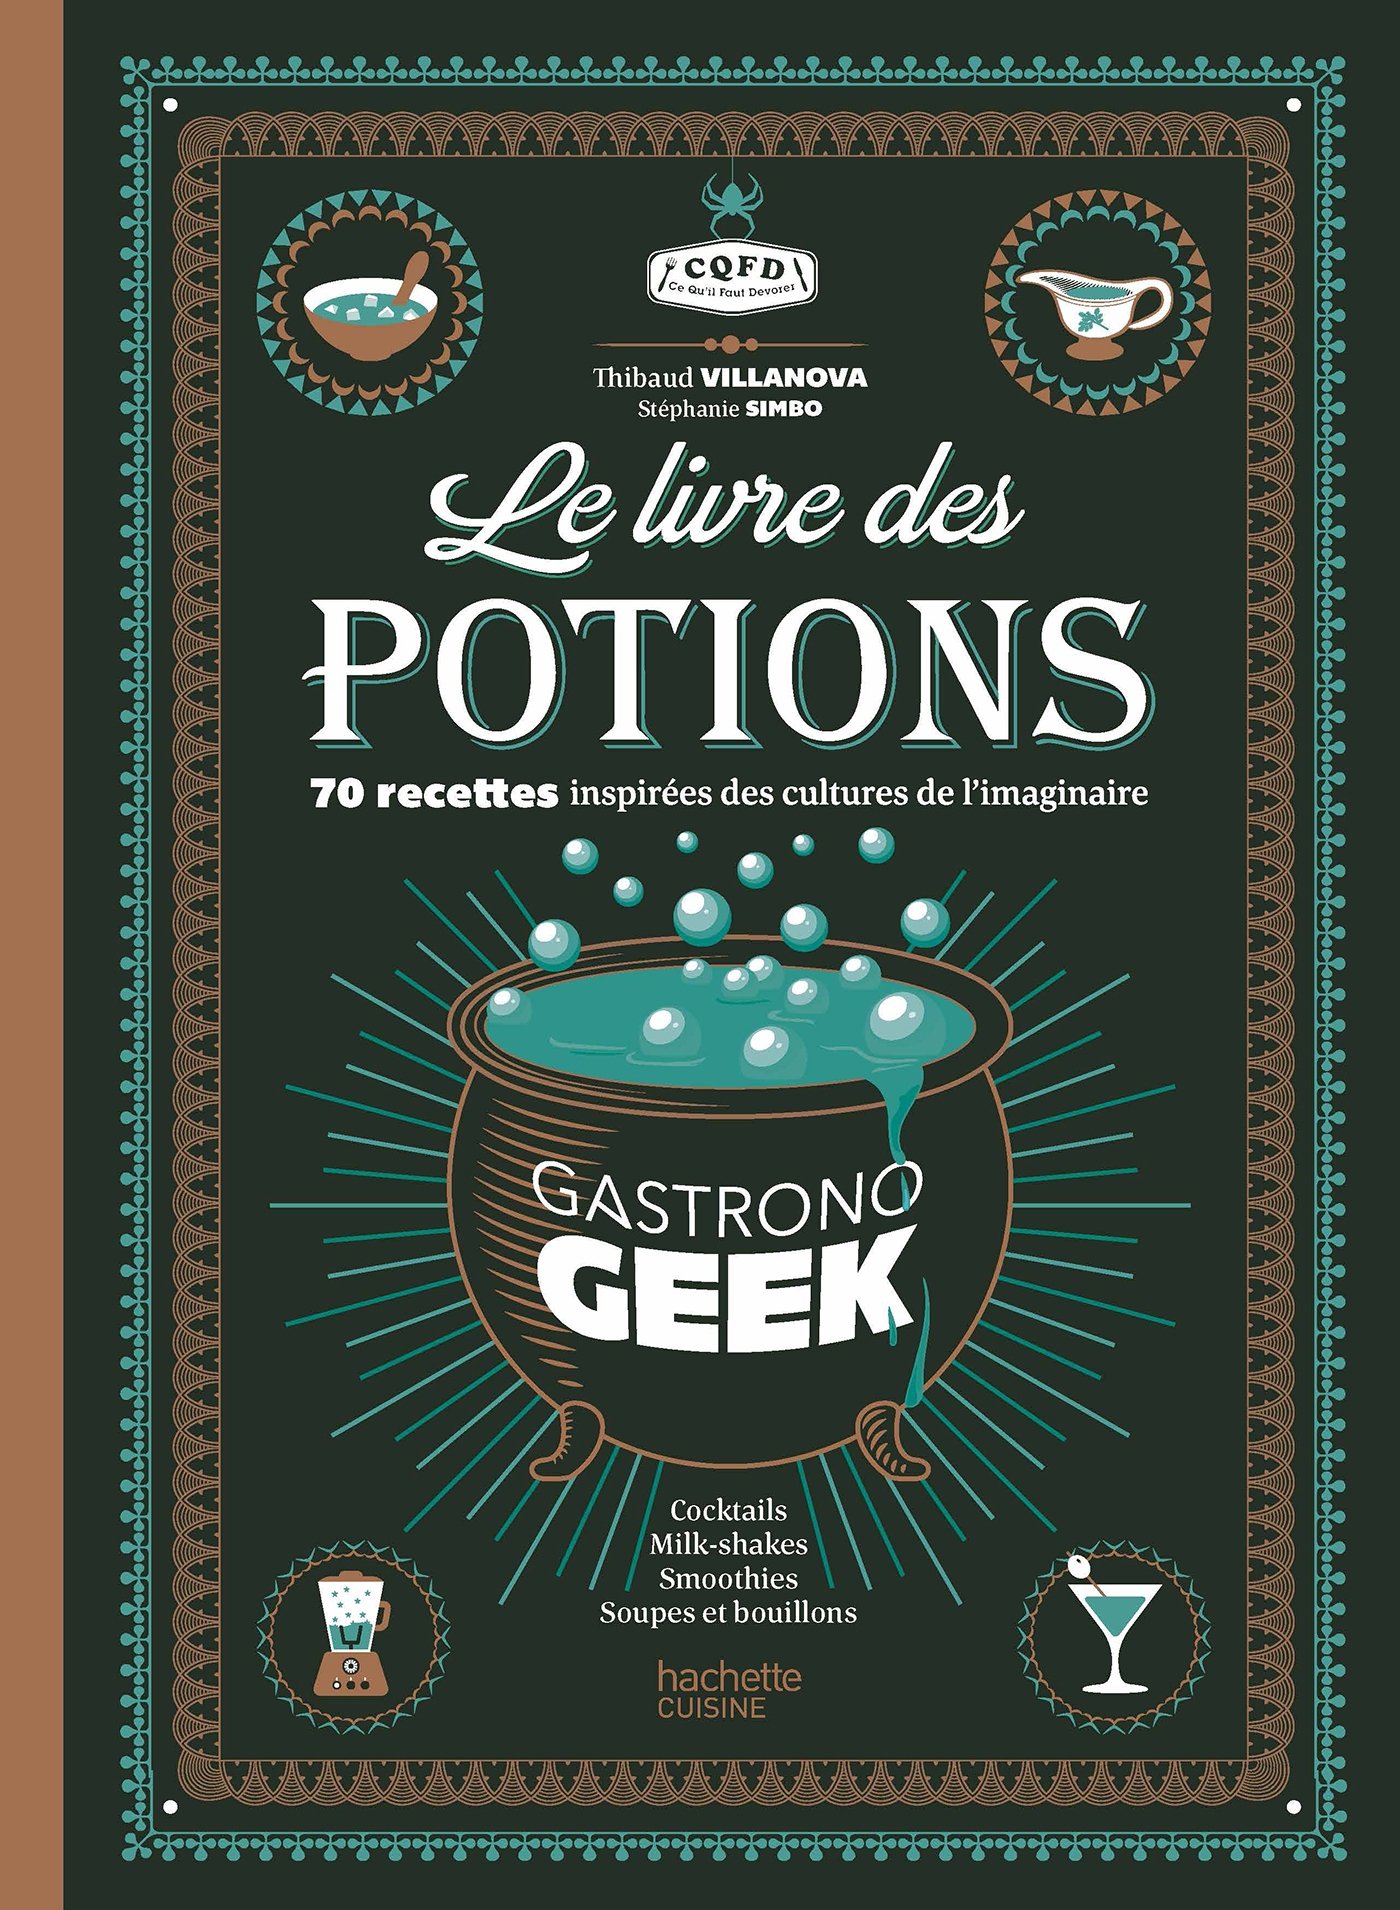 CQFD
Ce Qu'il Faut Devorer
Thibaud VILLANOVA
Stéphanie SIMBO
Le livre des
POTIONS
70 recettes inspirées des cultures de l'imaginaire
GASTRONO
GEEK
Cocktails
Milk-shakes
Smoothies
Soupes et bouillons
hachette
CUISINE